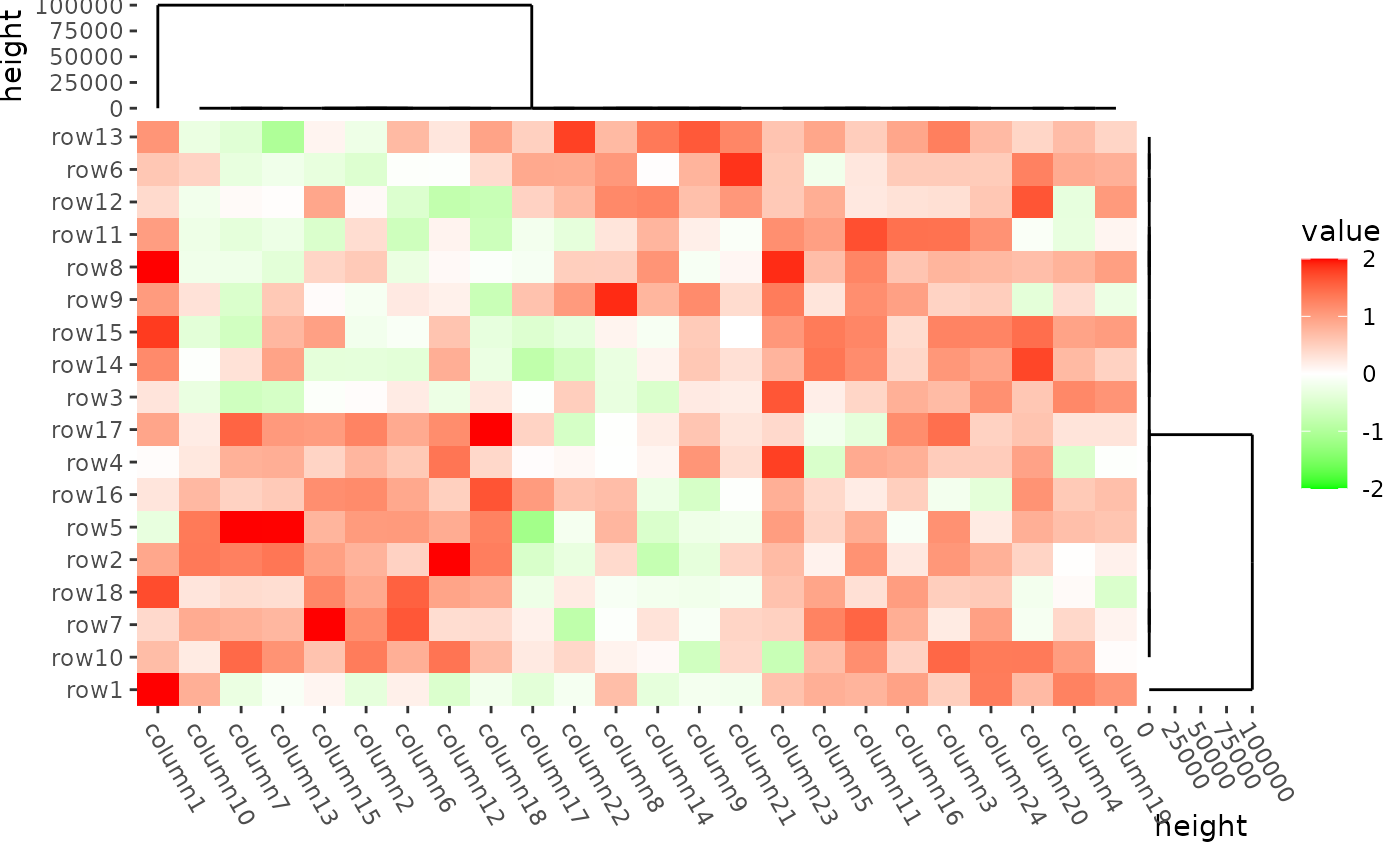 height
100000
75000
50000
25000
0
row13
row6
row12
row11
row8
row9
row15
row14
row3
row17
row4
row16
row5
row2
row18
row7
row10
row1
column1
column10
column7
column13
column15
column2
column6
column12
column18
column17
column22
column8
column14
column9
column21
column23
column5
column11
column16
column3
column24
column20
column4
column19
0
25000
50000
75000
100000
height
value
2
1
0
-1
-2